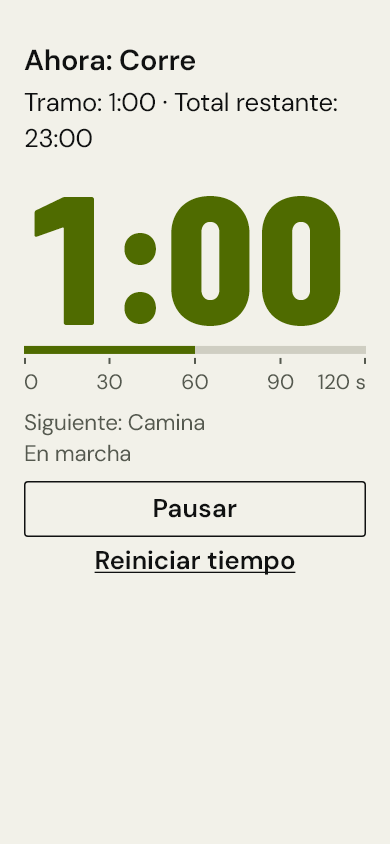 Ahora: Corre
Tramo: 1:00 · Total restante:
23:00
1:00
0 30 60 90 120 s
Siguiente: Camina
En marcha
Pausar
Reiniciar tiempo